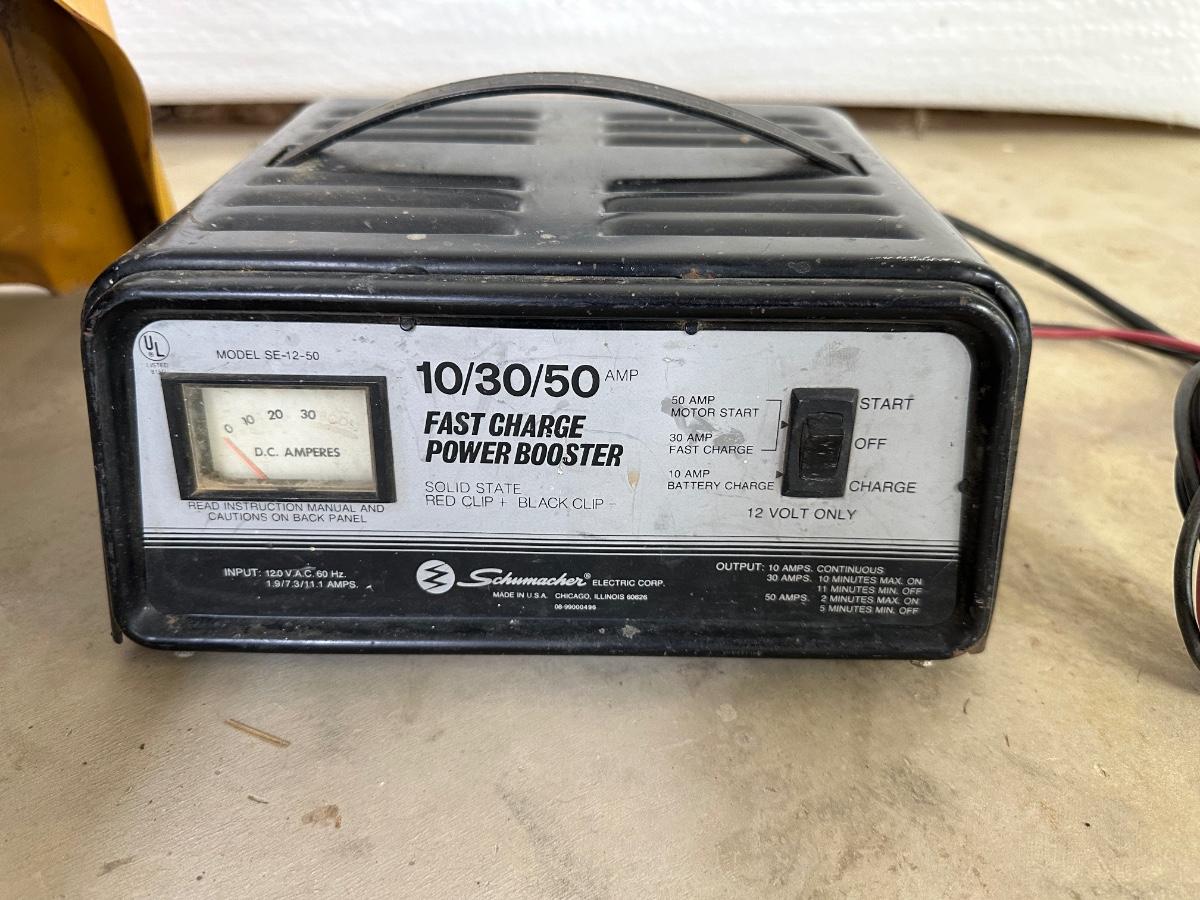 UL
®
LISTED
MODEL SE-12-50
0 10 20 30
D.C. AMPERES
READ INSTRUCTION MANUAL AND
CAUTIONS ON BACK PANEL
10/30/50 AMP
FAST CHARGE
POWER BOOSTER
SOLID STATE
RED CLIP + BLACK CLIP -
50 AMP
MOTOR START
30 AMP
FAST CHARGE
10 AMP
BATTERY CHARGE
START
OFF
CHARGE
12 VOLT ONLY
INPUT: 120 V.A.C. 60 Hz.
1.9/7.3/11.1 AMPS.
Schumacher® ELECTRIC CORP.
MADE IN U.S.A. CHICAGO, ILLINOIS 60626
08-99000496
OUTPUT: 10 AMPS. CONTINUOUS
30 AMPS. 10 MINUTES MAX. ON
11 MINUTES MIN. OFF
50 AMPS. 2 MINUTES MAX. ON
5 MINUTES MIN. OFF